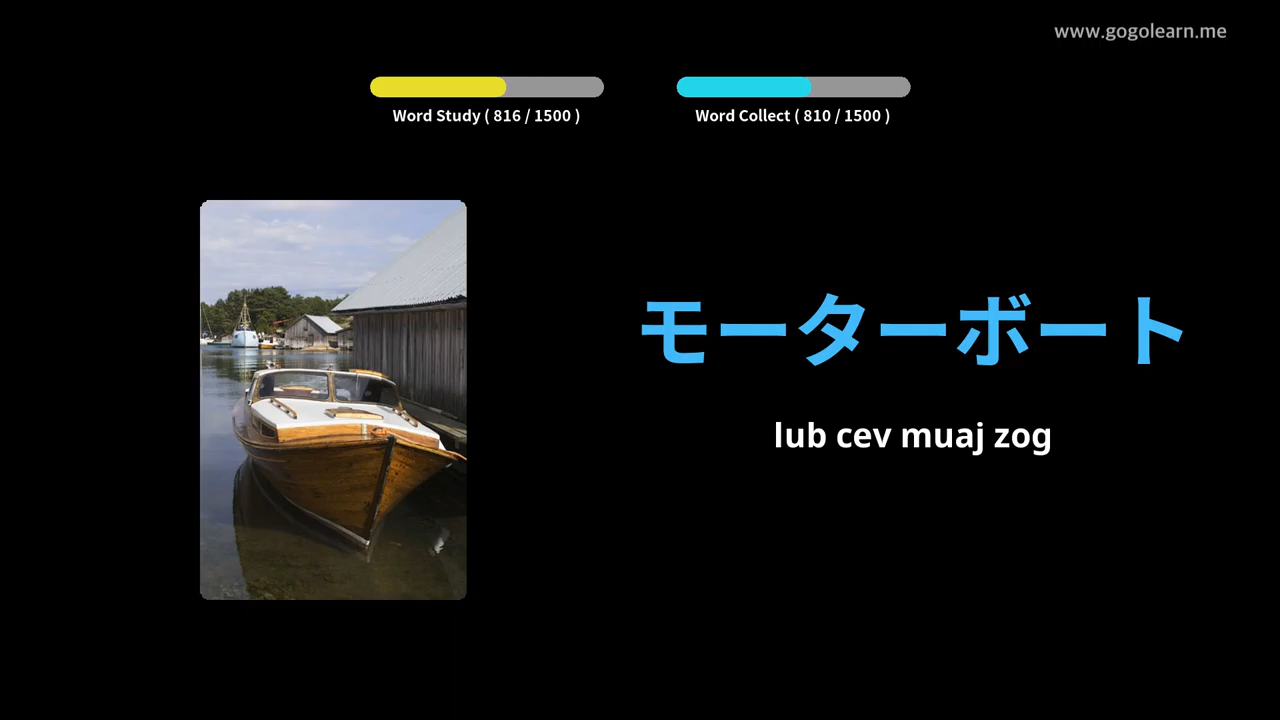 www.gogolearn.me
Word Study ( 816 / 1500 )
Word Collect ( 810 / 1500 )
モーターボート
lub cev muaj zog